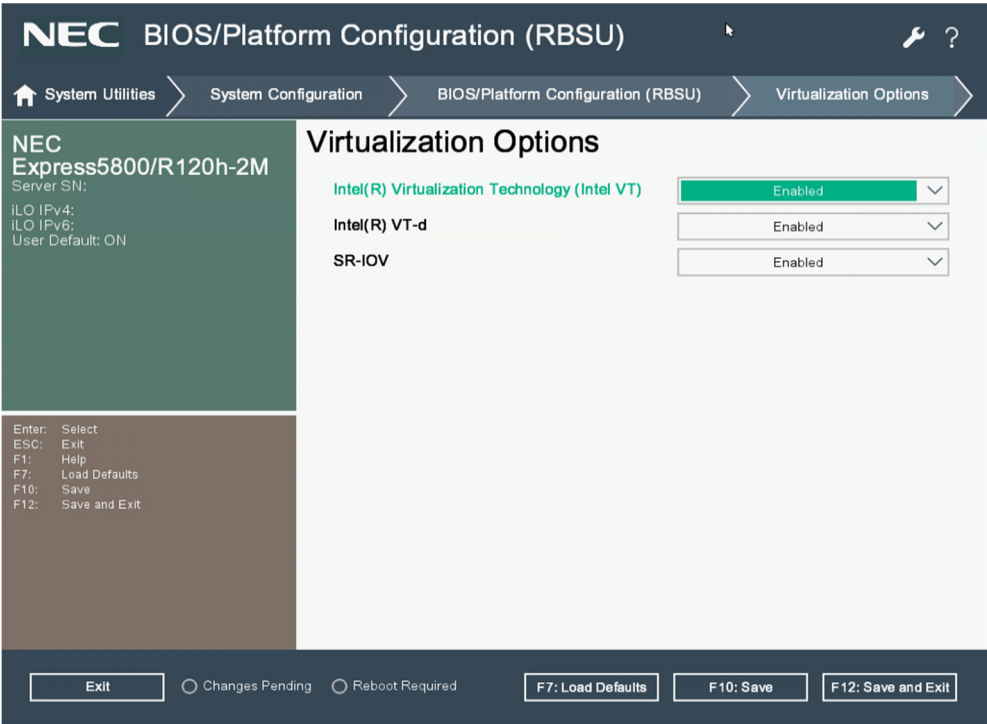 NEC BIOS/Platform Configuration (RBSU)
?
System Utilities System Configuration BIOS/Platform Configuration (RBSU) Virtualization Options
NEC
Express5800/R120h-2M
Server SN:
iLO IPv4:
iLO IPv6:
User Default: ON
Enter: Select
ESC: Exit
F1: Help
F7: Load Defaults
F10: Save
F12: Save and Exit
Virtualization Options
Intel(R) Virtualization Technology (Intel VT) Enabled
Intel(R) VT-d Enabled
SR-IOV Enabled
Exit Changes Pending Reboot Required F7: Load Defaults F10: Save F12: Save and Exit